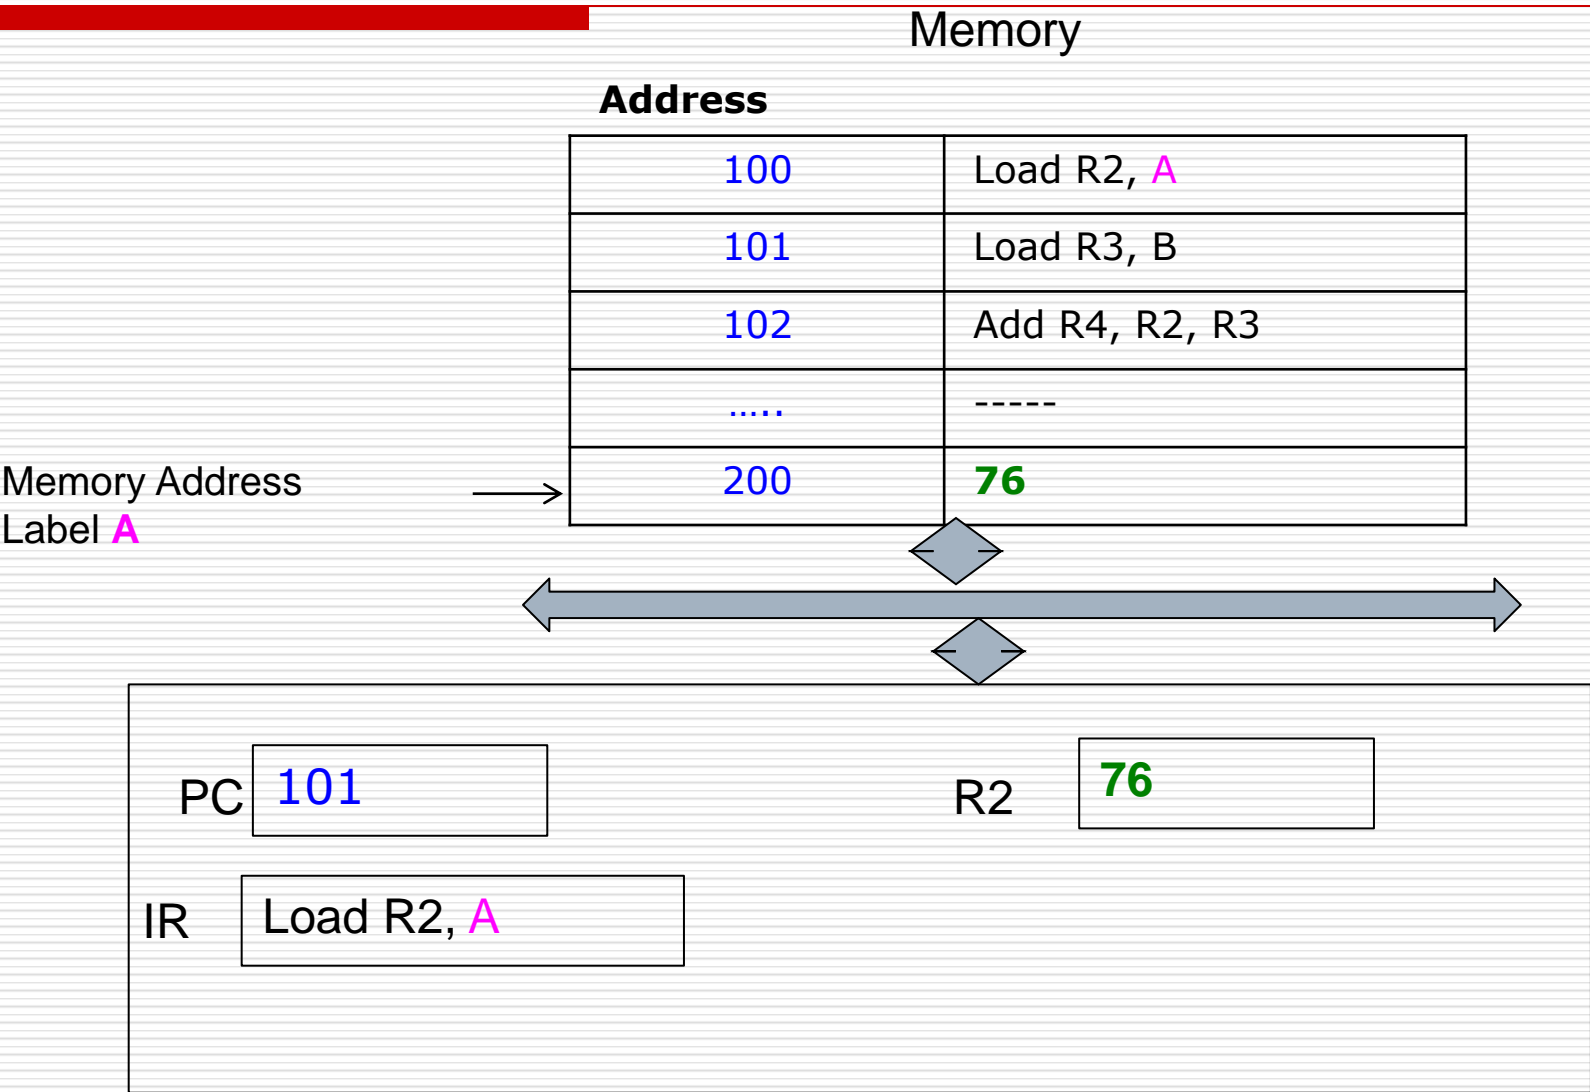 Memory
Address
100 Load R2, A
101 Load R3, B
102 Add R4, R2, R3
..... -----
Memory Address
200 76
Label A
PC 101
R2 76
IR Load R2, A